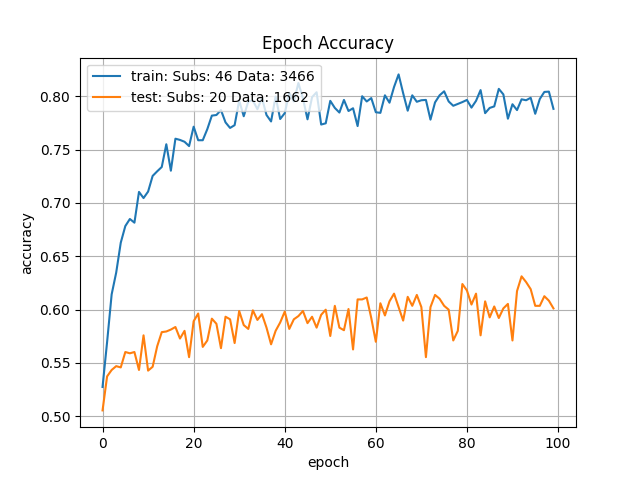 Epoch Accuracy
train: Subs: 46 Data: 3466
test: Subs: 20 Data: 1662
accuracy
0.80
0.75
0.70
0.65
0.60
0.55
0.50
0 20 40 60 80 100
epoch